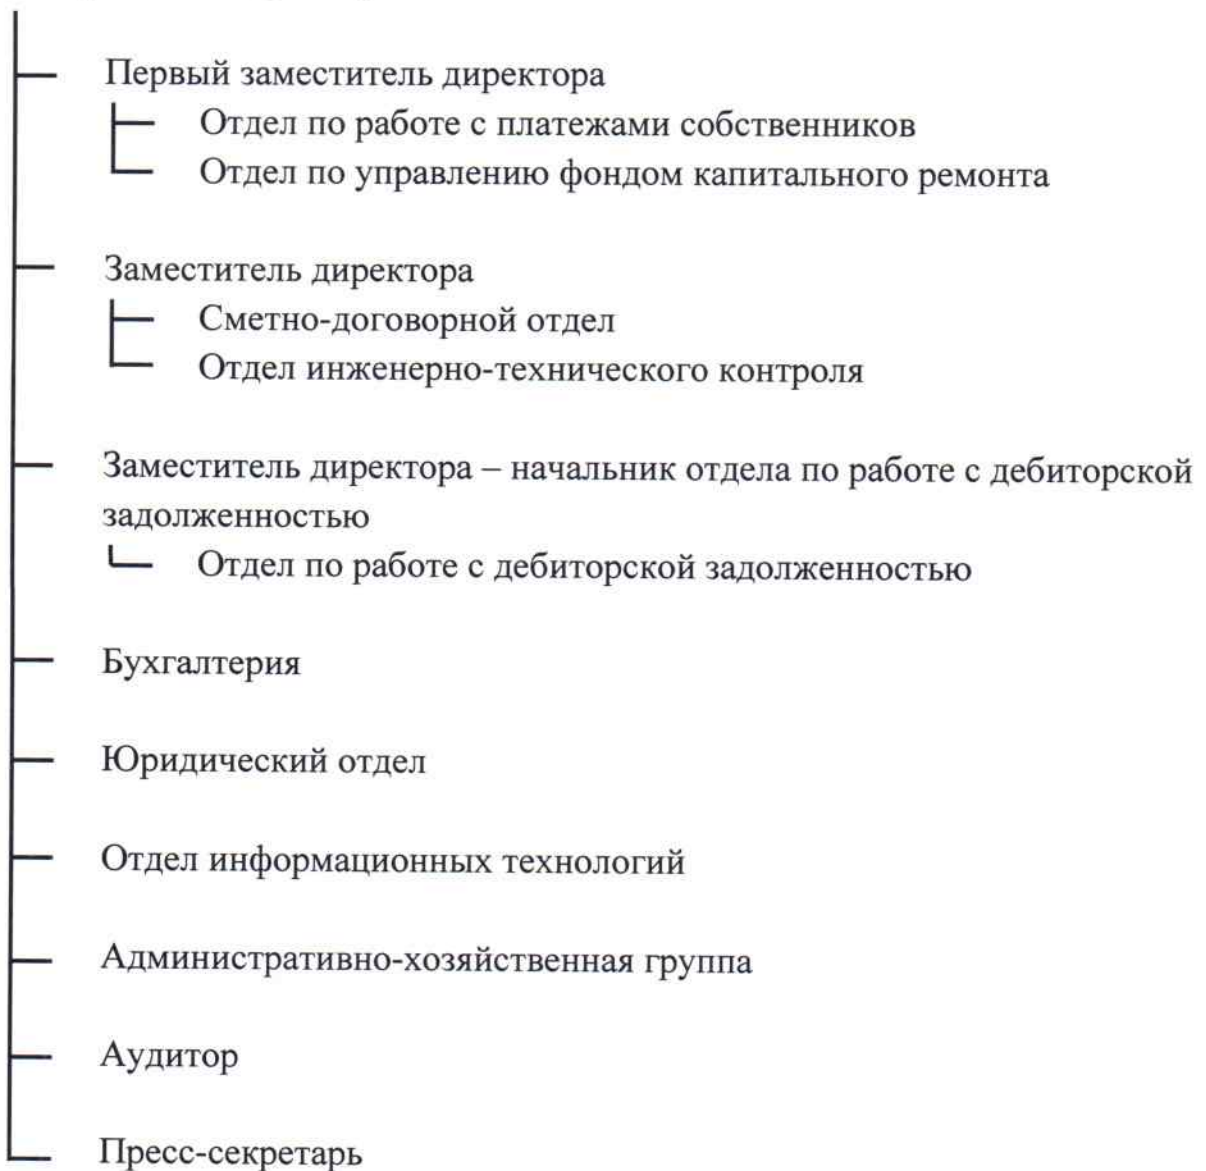 Первый заместитель директора
Отдел по работе с платежами собственников
Отдел по управлению фондом капитального ремонта
Заместитель директора
Сметно-договорной отдел
Отдел инженерно-технического контроля
Заместитель директора – начальник отдела по работе с дебиторской
задолженностью
Отдел по работе с дебиторской задолженностью
Бухгалтерия
Юридический отдел
Отдел информационных технологий
Административно-хозяйственная группа
Аудитор
Пресс-секретарь